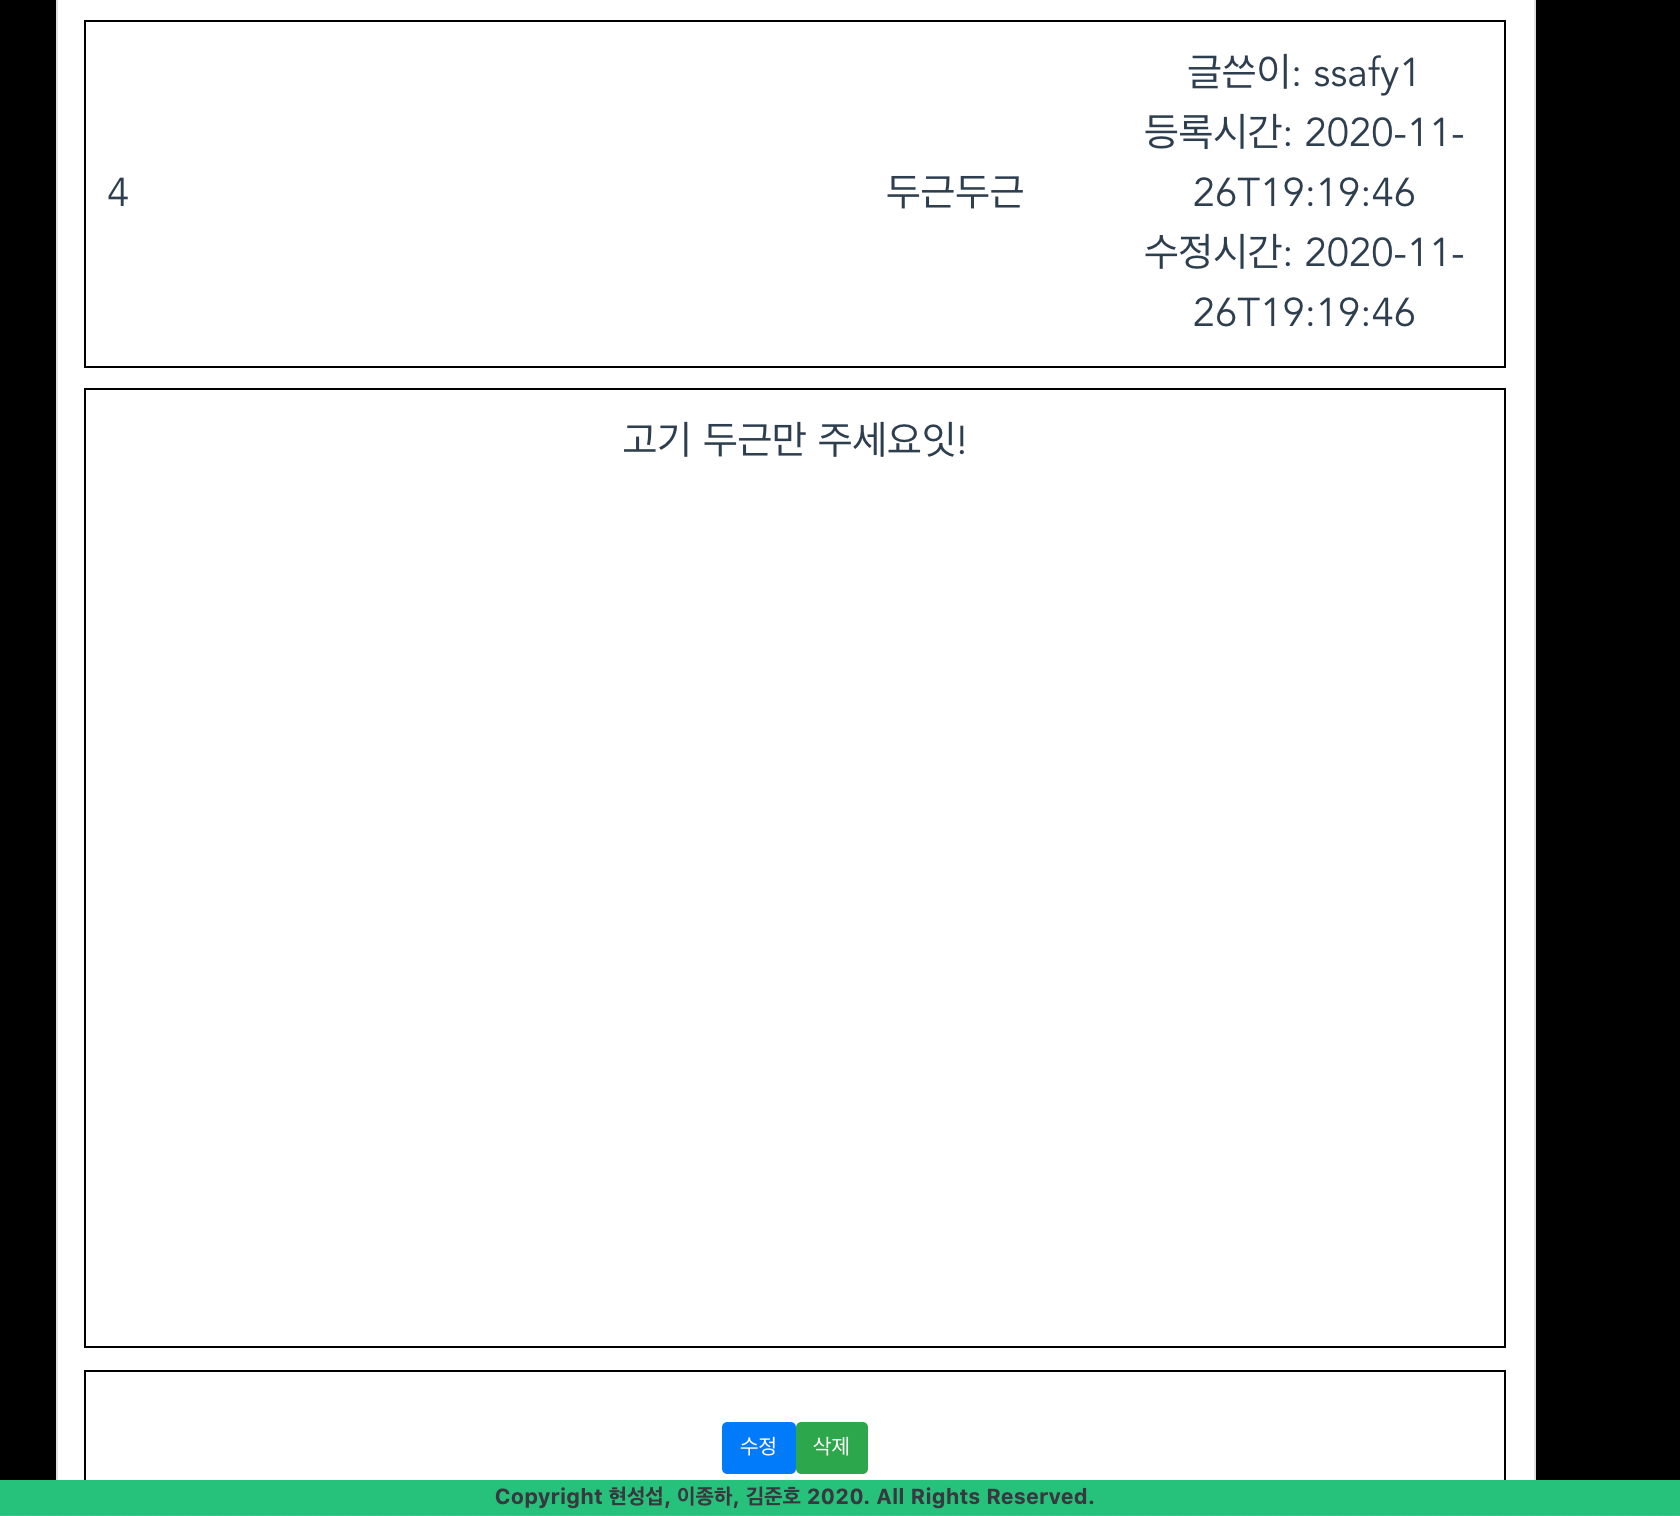 4
두근두근
글쓴이: ssafy1
등록시간: 2020-11-
26T19:19:46
수정시간: 2020-11-
26T19:19:46
고기 두근만 주세요잇!
수정
삭제
Copyright 현성섭, 이종하, 김준호 2020. All Rights Reserved.